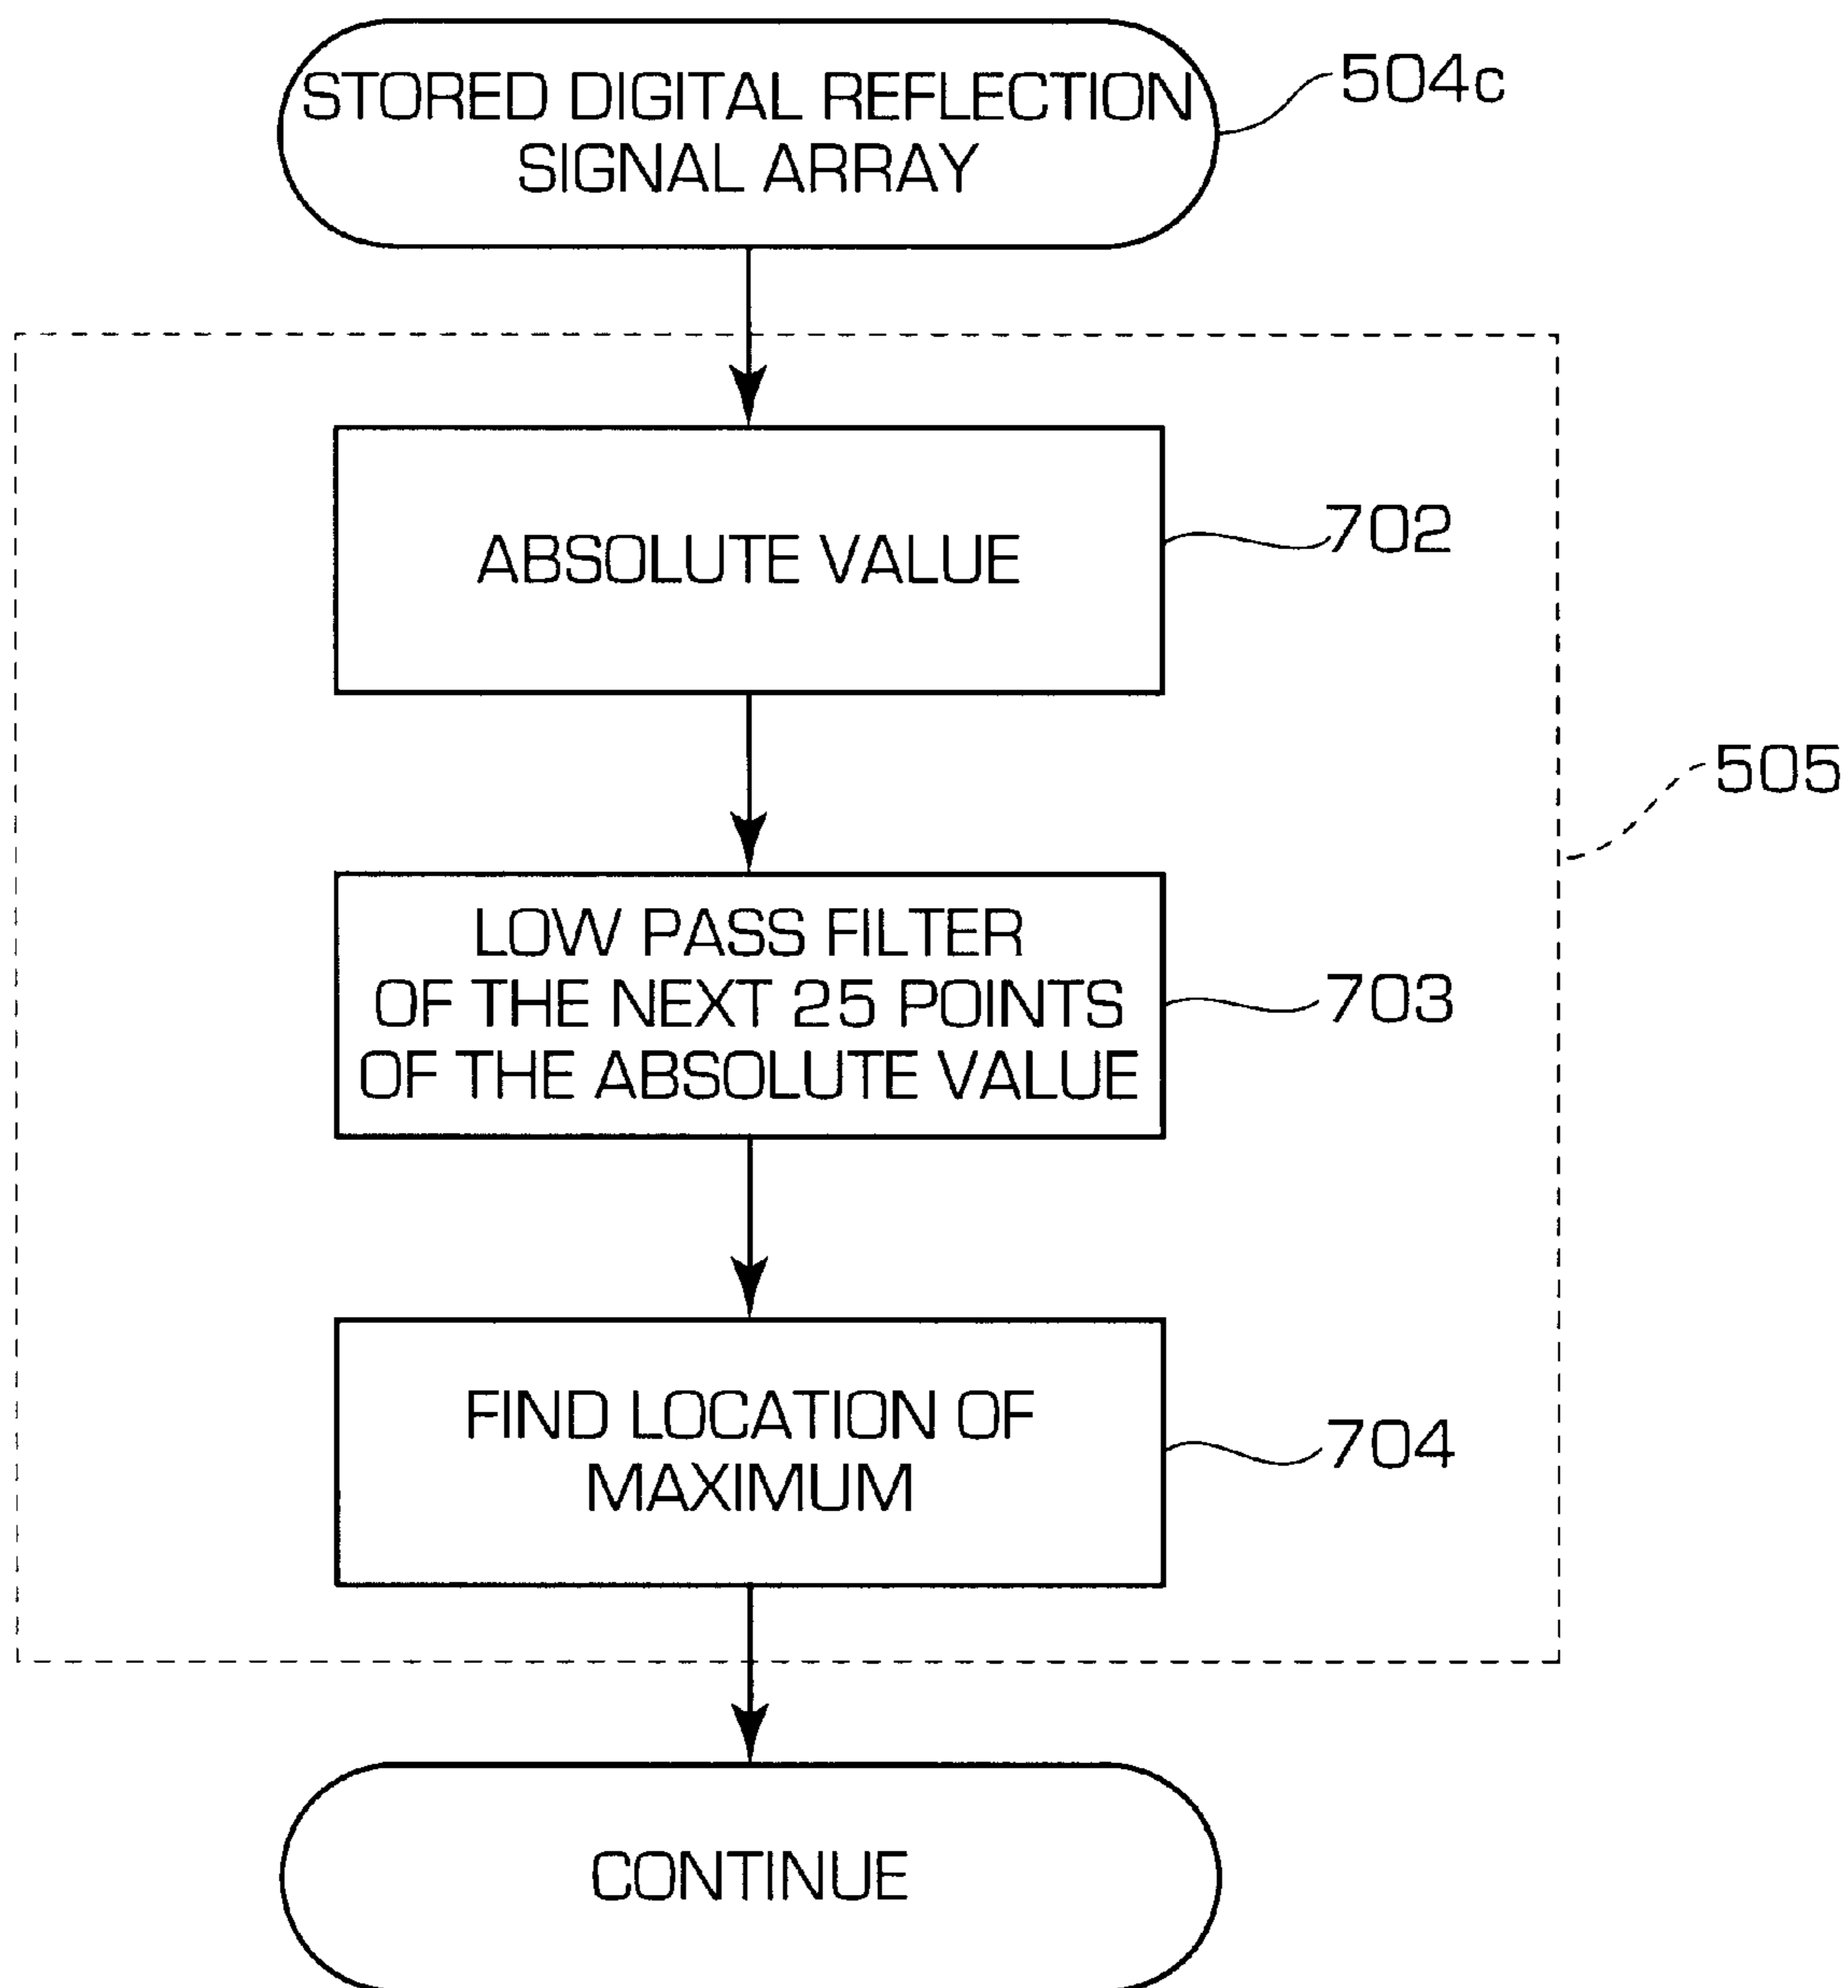 STORED DIGITAL REFLECTION
SIGNAL ARRAY
504c
ABSOLUTE VALUE
702
505
LOW PASS FILTER
OF THE NEXT 25 POINTS
OF THE ABSOLUTE VALUE
703
FIND LOCATION OF
MAXIMUM
704
CONTINUE